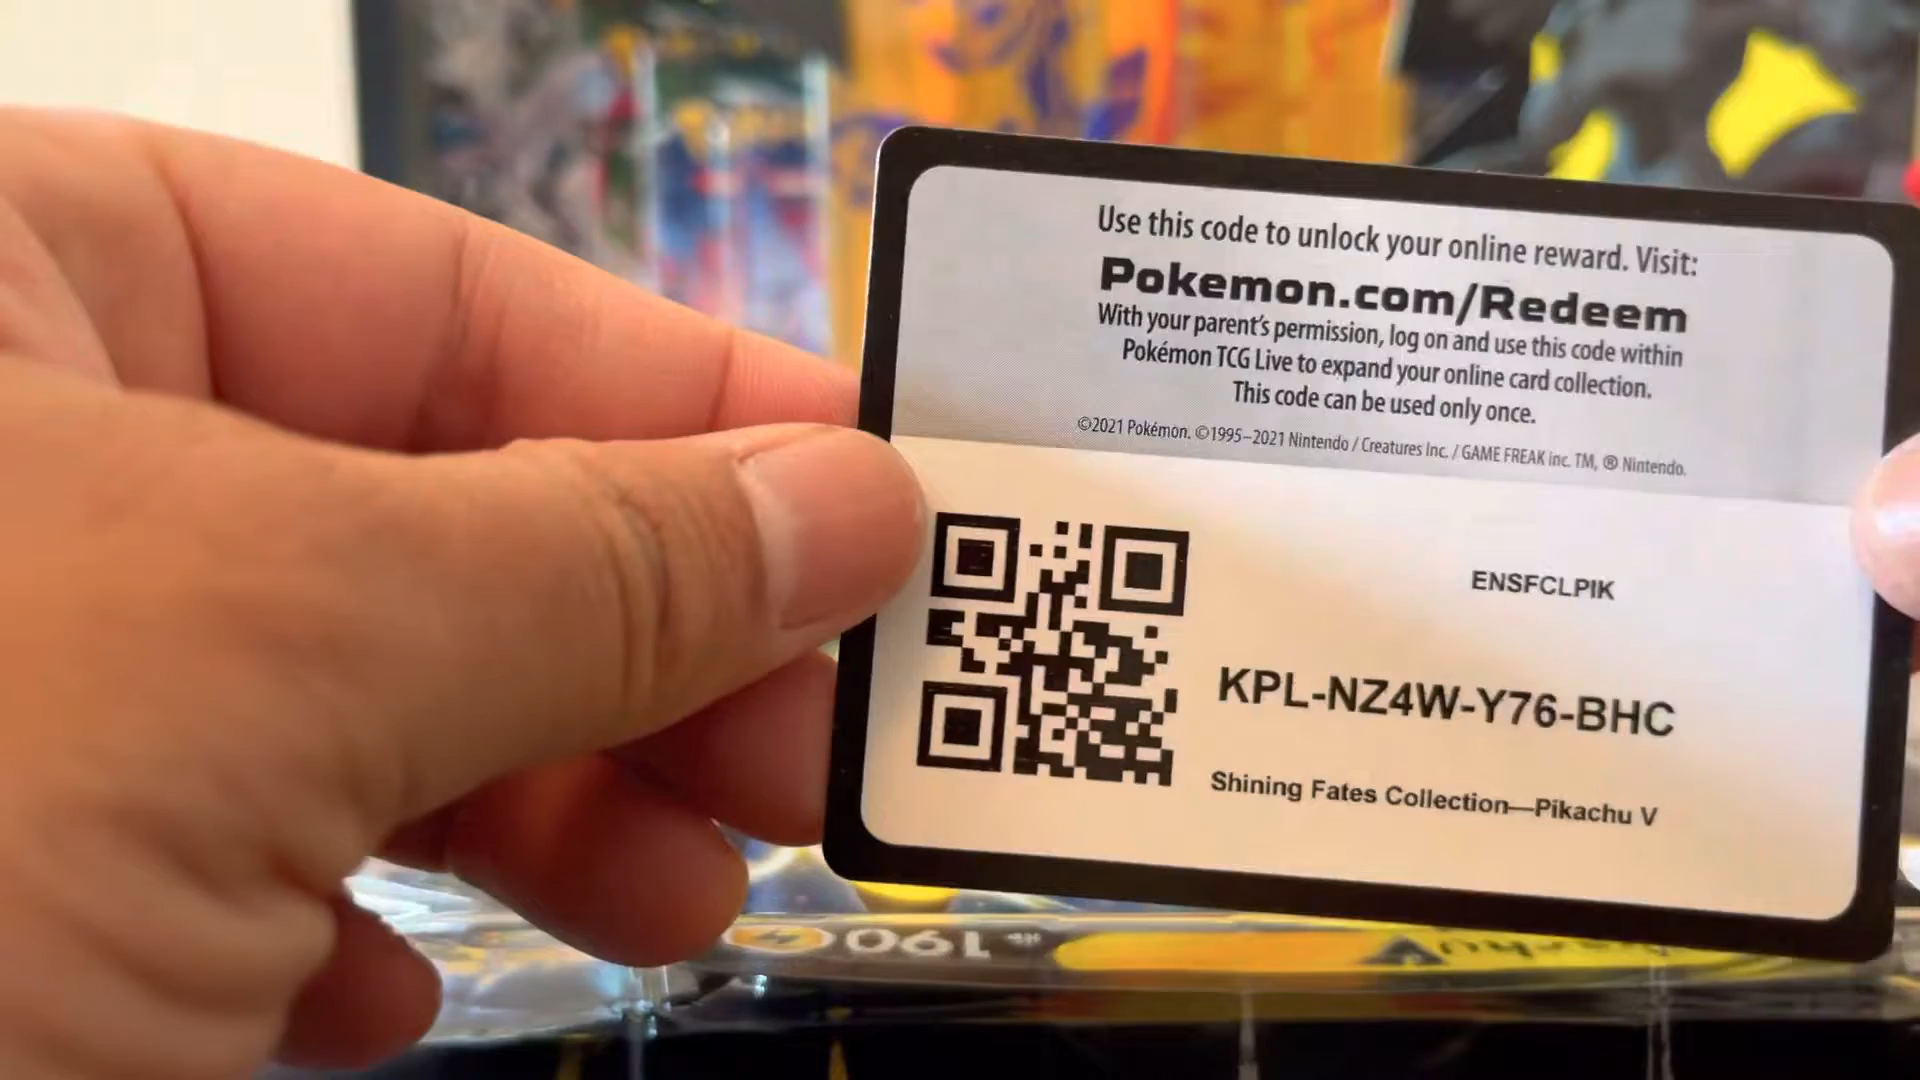 Use this code to unlock your online reward. Visit:
Pokemon.com/Redeem
With your parent's permission, log on and use this code within
Pokémon TCG Live to expand your online card collection.
This code can be used only once.
©2021 Pokémon. ©1995–2021 Nintendo / Creatures Inc. / GAME FREAK inc. TM, ® Nintendo.
ENSFCLPIK
KPL-NZ4W-Y76-BHC
Shining Fates Collection—Pikachu V
190